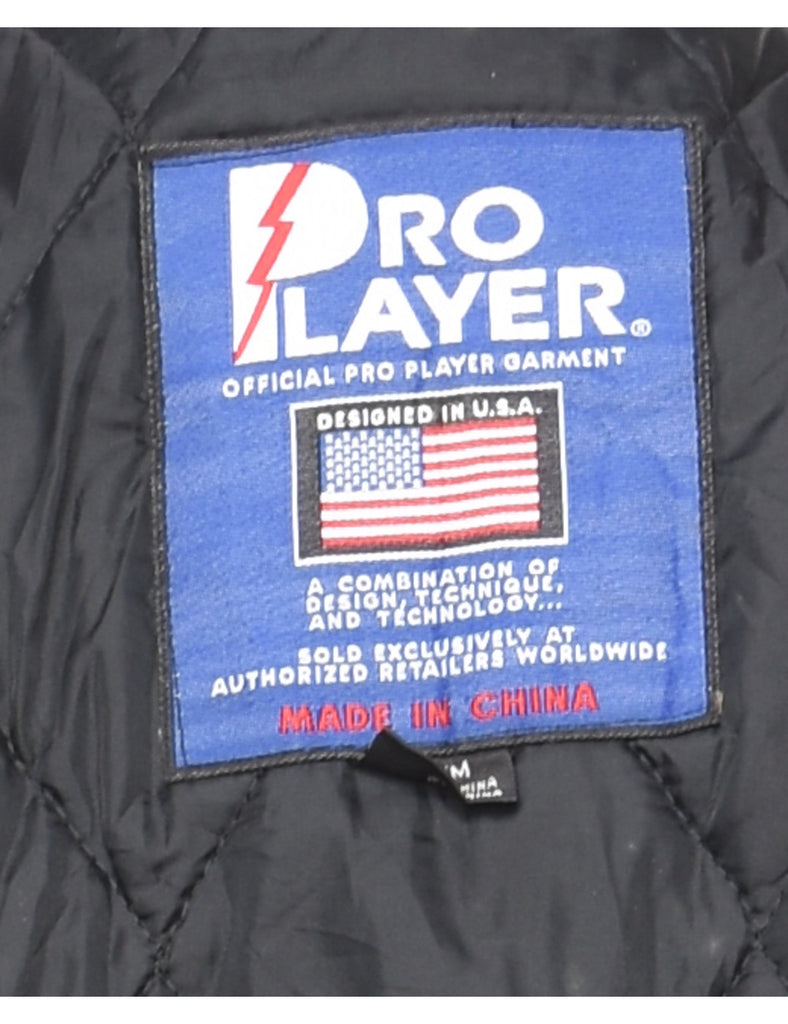 PRO
PLAYER®
OFFICIAL PRO PLAYER GARMENT
DESIGNED IN U.S.A.
A COMBINATION OF
DESIGN, TECHNIQUE,
AND TECHNOLOGY...
SOLD EXCLUSIVELY AT
AUTHORIZED RETAILERS WORLDWIDE
MADE IN CHINA
M